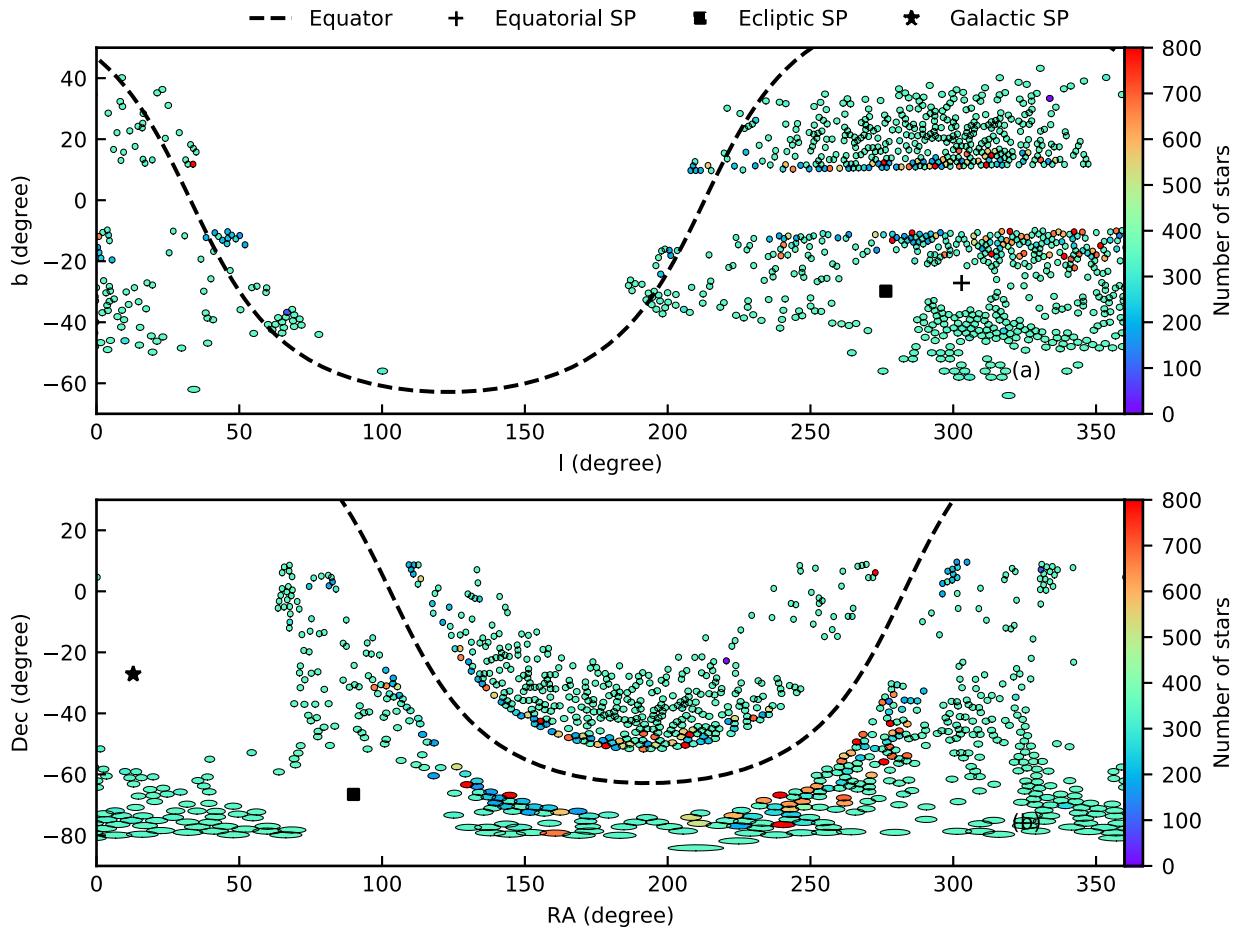 Equator Equatorial SP Ecliptic SP Galactic SP
40
20
0
−20
−40
−60
b (degree)
0 50 100 150 200 250 300 350
l (degree)
(a)
800
700
600
500
400
300
200
100
0
Number of stars
20
0
−20
−40
−60
−80
Dec (degree)
0 50 100 150 200 250 300 350
RA (degree)
(b)
800
700
600
500
400
300
200
100
0
Number of stars